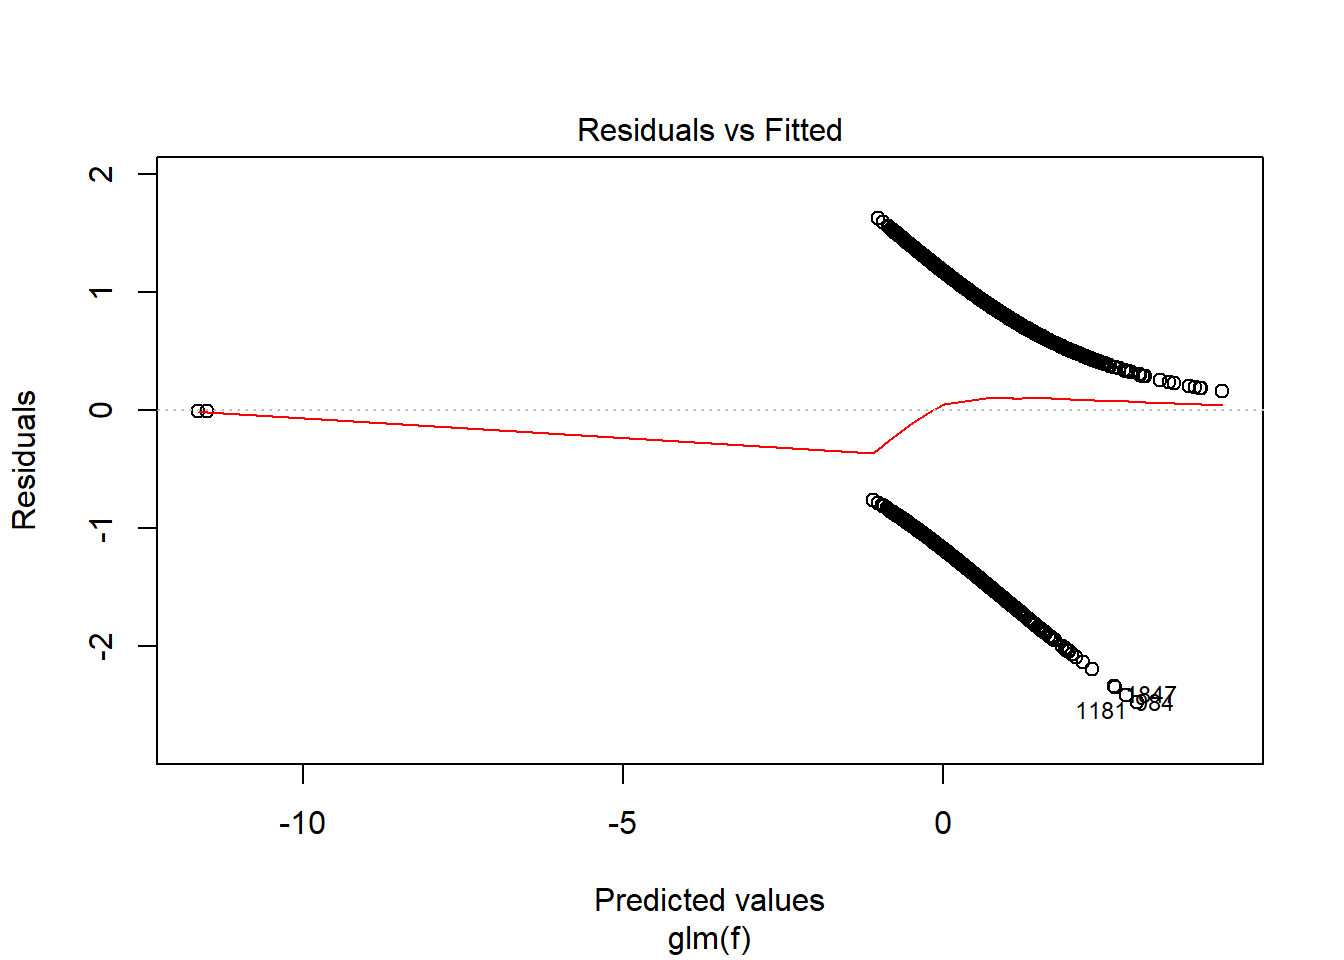 Residuals vs Fitted
2
1
0
-1
-2
Residuals
1847
984
1181
-10
-5
0
Predicted values
glm(f)